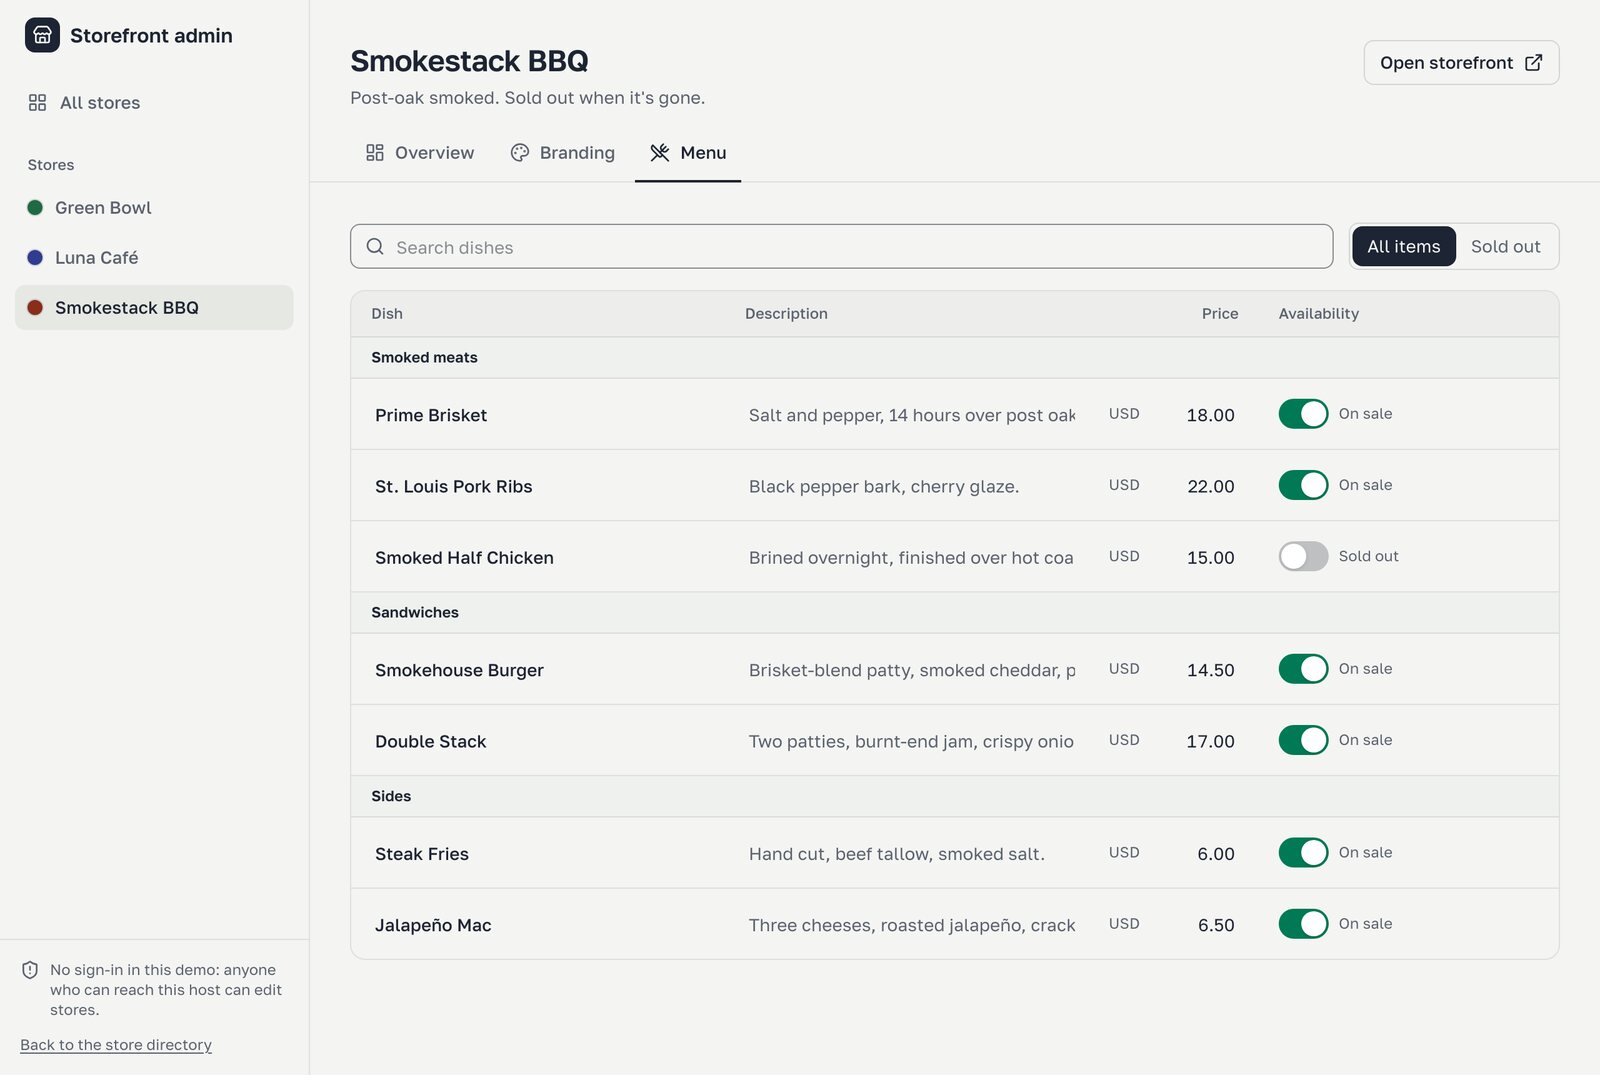 Storefront admin
All stores
Stores
Green Bowl
Luna Café
Smokestack BBQ
No sign-in in this demo: anyone
who can reach this host can edit
stores.
Back to the store directory
Smokestack BBQ
Post-oak smoked. Sold out when it's gone.
Open storefront
Overview Branding Menu
Search dishes
All items Sold out
Dish Description Price Availability
Smoked meats
Prime Brisket Salt and pepper, 14 hours over post oak USD 18.00 On sale
St. Louis Pork Ribs Black pepper bark, cherry glaze. USD 22.00 On sale
Smoked Half Chicken Brined overnight, finished over hot coa USD 15.00 Sold out
Sandwiches
Smokehouse Burger Brisket-blend patty, smoked cheddar, p USD 14.50 On sale
Double Stack Two patties, burnt-end jam, crispy onio USD 17.00 On sale
Sides
Steak Fries Hand cut, beef tallow, smoked salt. USD 6.00 On sale
Jalapeño Mac Three cheeses, roasted jalapeño, crack USD 6.50 On sale